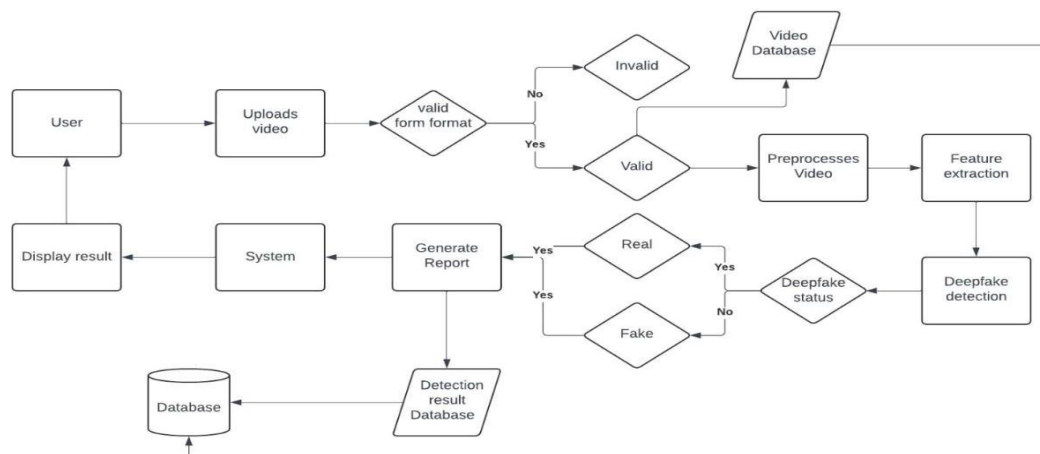 Video
Database
Invalid
No
User
Uploads
video
valid
form format
Yes
Valid
Preprocesses
Video
Feature
extraction
Display result
System
Generate
Report
Yes
Real
Yes
Deepfake
status
Deepfake
detection
Yes
No
Fake
Database
Detection
result
Database